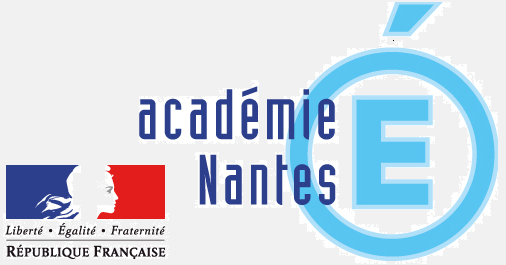 académie
Nantes
É
Liberté • Égalité • Fraternité
RÉPUBLIQUE FRANÇAISE